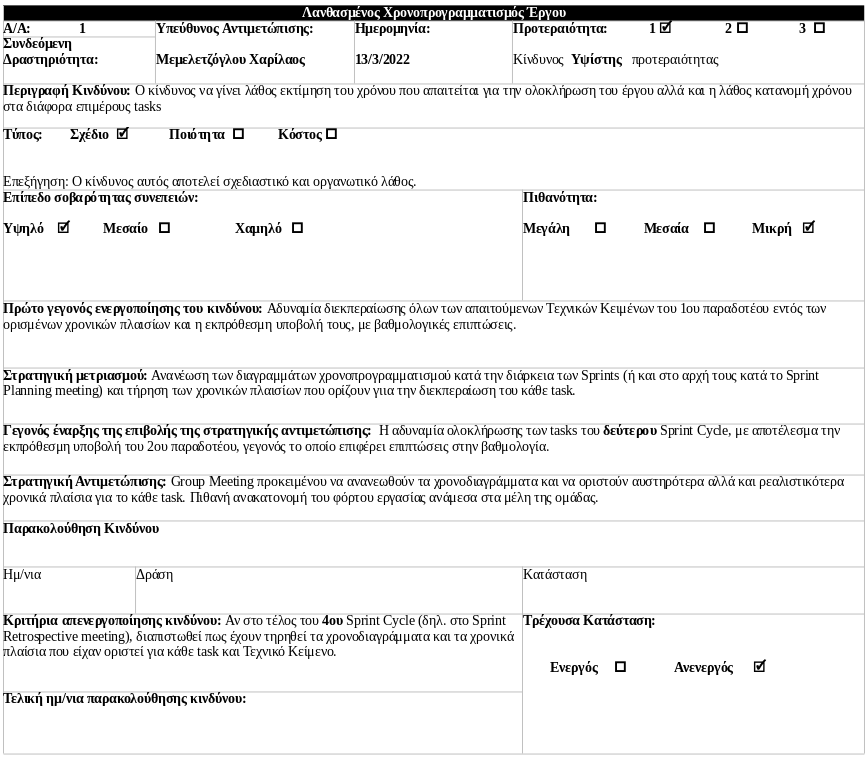 Λανθασμένος Χρονοπρογραμματισμός Έργου
Α/Α: 1 Υπεύθυνος Αντιμετώπισης: Ημερομηνία: Προτεραιότητα: 1 ☑ 2 ☐ 3 ☐
Συνδεόμενη
Δραστηριότητα: Μεμελετζόγλου Χαρίλαος 13/3/2022 Κίνδυνος Υψίστης προτεραιότητας
Περιγραφή Κινδύνου: Ο κίνδυνος να γίνει λάθος εκτίμηση του χρόνου που απαιτείται για την ολοκλήρωση του έργου αλλά και η λάθος κατανομή χρόνου
στα διάφορα επιμέρους tasks
Τύπος: Σχέδιο ☑ Ποιότητα ☐ Κόστος ☐
Επεξήγηση: Ο κίνδυνος αυτός αποτελεί σχεδιαστικό και οργανωτικό λάθος.
Επίπεδο σοβαρότητας συνεπειών: Πιθανότητα:
Υψηλό ☑ Μεσαίο ☐ Χαμηλό ☐ Μεγάλη ☐ Μεσαία ☐ Μικρή ☑
Πρώτο γεγονός ενεργοποίησης του κινδύνου: Αδυναμία διεκπεραίωσης όλων των απαιτούμενων Τεχνικών Κειμένων του 1ου παραδοτέου εντός των
ορισμένων χρονικών πλαισίων και η εκπρόθεσμη υποβολή τους, με βαθμολογικές επιπτώσεις.
Στρατηγική μετριασμού: Ανανέωση των διαγραμμάτων χρονοπρογραμματισμού κατά την διάρκεια των Sprints (ή και στο αρχή τους κατά το Sprint
Planning meeting) και τήρηση των χρονικών πλαισίων που ορίζουν γιια την διεκπεραίωση του κάθε task.
Γεγονός έναρξης της επιβολής της στρατηγικής αντιμετώπισης: Η αδυναμία ολοκλήρωσης των tasks του δεύτερου Sprint Cycle, με αποτέλεσμα την
εκπρόθεσμη υποβολή του 2ου παραδοτέου, γεγονός το οποίο επιφέρει επιπτώσεις στην βαθμολογία.
Στρατηγική Αντιμετώπισης: Group Meeting προκειμένου να ανανεωθούν τα χρονοδιαγράμματα και να οριστούν αυστηρότερα αλλά και ρεαλιστικότερα
χρονικά πλαίσια για το κάθε task. Πιθανή ανακατονομή του φόρτου εργασίας ανάμεσα στα μέλη της ομάδας.
Παρακολούθηση Κινδύνου
Ημ/νια Δράση Κατάσταση
Κριτήρια απενεργοποίησης κινδύνου: Αν στο τέλος του 4ου Sprint Cycle (δηλ. στο Sprint Τρέχουσα Κατάσταση:
Retrospective meeting), διαπιστωθεί πως έχουν τηρηθεί τα χρονοδιαγράμματα και τα χρονικά
πλαίσια που είχαν οριστεί για κάθε task και Τεχνικό Κείμενο.
Ενεργός ☐ Ανενεργός ☑
Τελική ημ/νια παρακολούθησης κινδύνου: